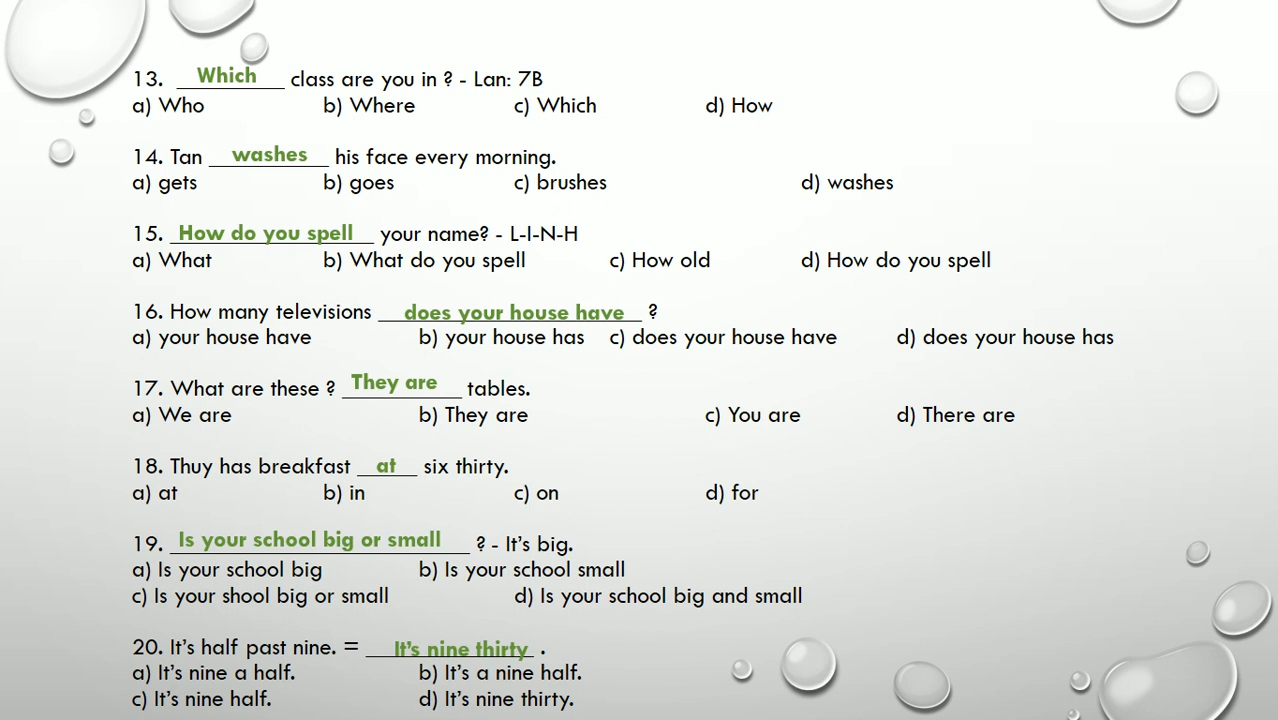 13. Which class are you in ? - Lan: 7B
a) Who b) Where c) Which d) How
14. Tan washes his face every morning.
a) gets b) goes c) brushes d) washes
15. How do you spell your name? - L-I-N-H
a) What b) What do you spell c) How old d) How do you spell
16. How many televisions does your house have ?
a) your house have b) your house has c) does your house have d) does your house has
17. What are these ? They are tables.
a) We are b) They are c) You are d) There are
18. Thuy has breakfast at six thirty.
a) at b) in c) on d) for
19. Is your school big or small ? - It's big.
a) Is your school big b) Is your school small
c) Is your shool big or small d) Is your school big and small
20. It's half past nine. = It's nine thirty .
a) It's nine a half. b) It's a nine half.
c) It's nine half. d) It's nine thirty.